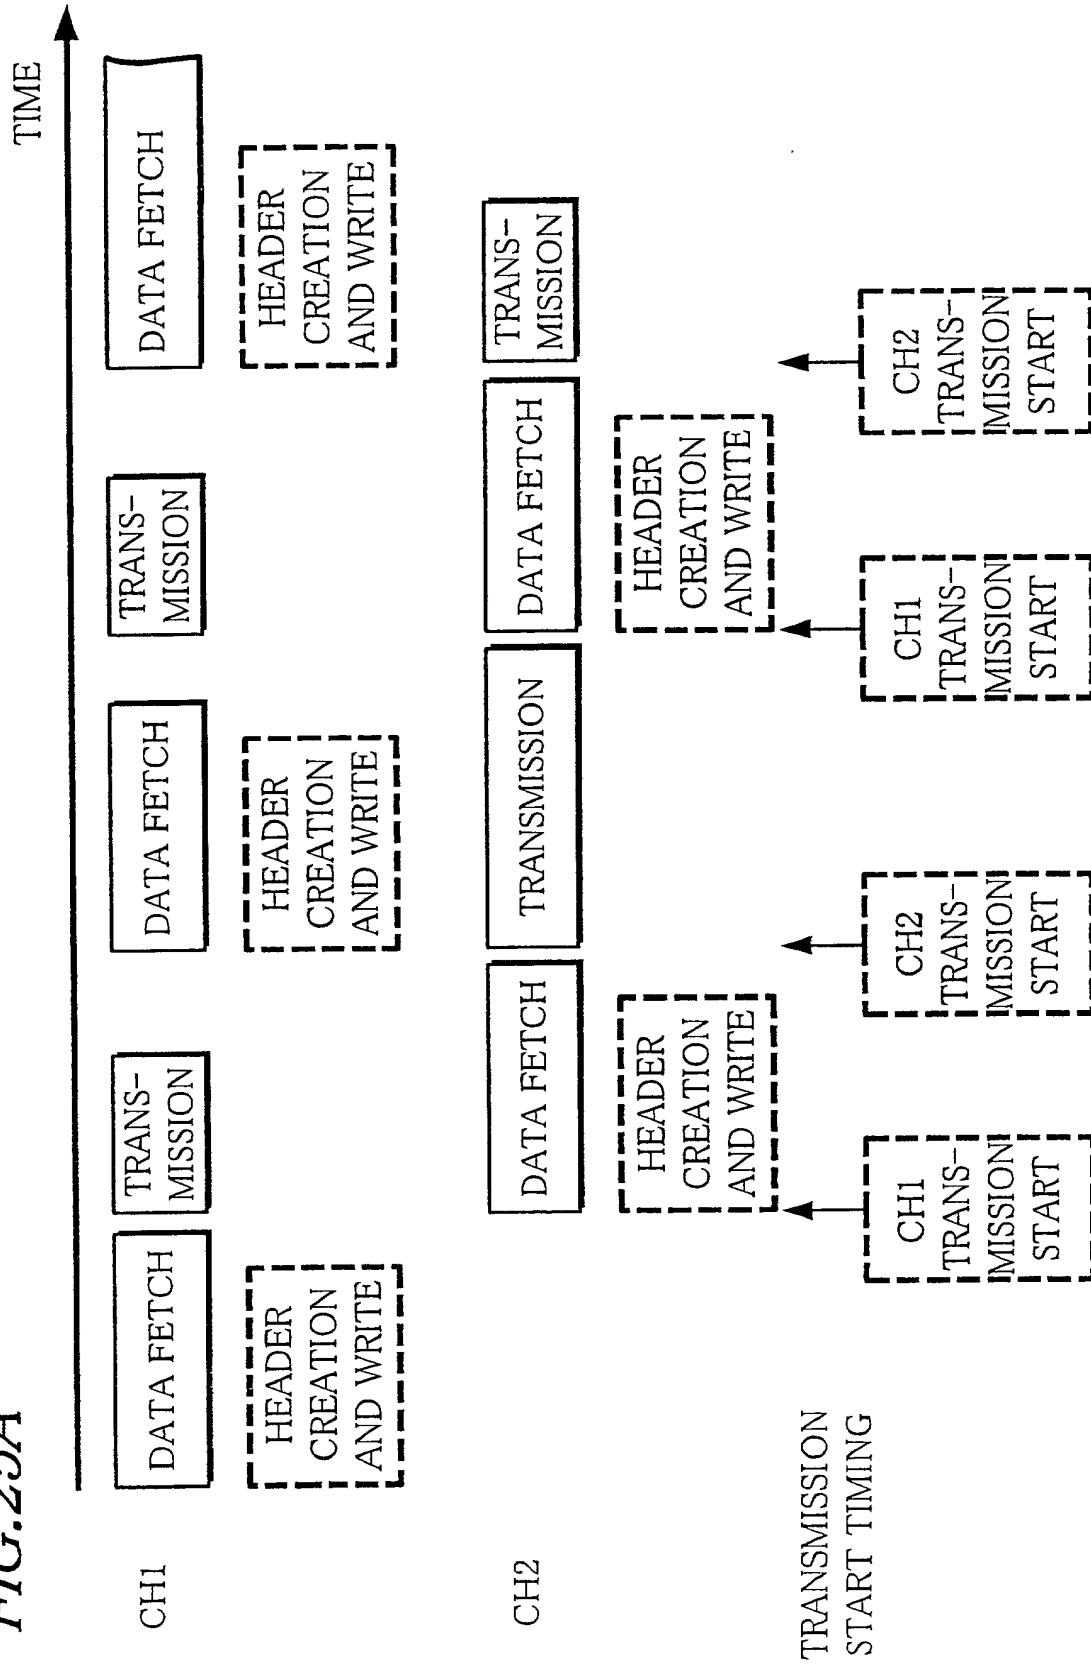 FIG.25A
TIME
CH1
DATA FETCH
TRANS-
MISSION
DATA FETCH
TRANS-
MISSION
DATA FETCH
HEADER
CREATION
AND WRITE
HEADER
CREATION
AND WRITE
HEADER
CREATION
AND WRITE
CH2
DATA FETCH
TRANSMISSION
DATA FETCH
TRANS-
MISSION
HEADER
CREATION
AND WRITE
HEADER
CREATION
AND WRITE
TRANSMISSION
START TIMING
CH1
TRANS-
MISSION
START
CH2
TRANS-
MISSION
START
CH1
TRANS-
MISSION
START
CH2
TRANS-
MISSION
START